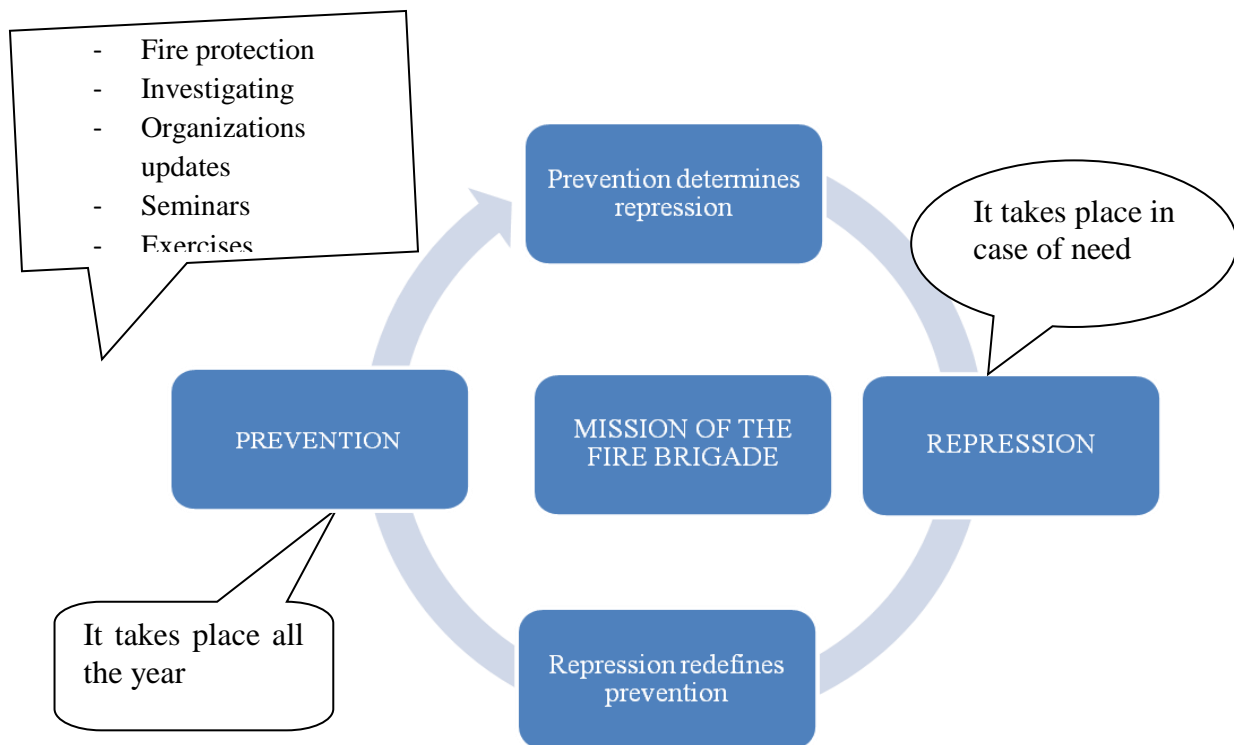 - Fire protection
- Investigating
- Organizations
updates
- Seminars
- Exercises
Prevention determines
repression
It takes place in
case of need
PREVENTION
MISSION OF THE
FIRE BRIGADE
REPRESSION
It takes place all
the year
Repression redefines
prevention